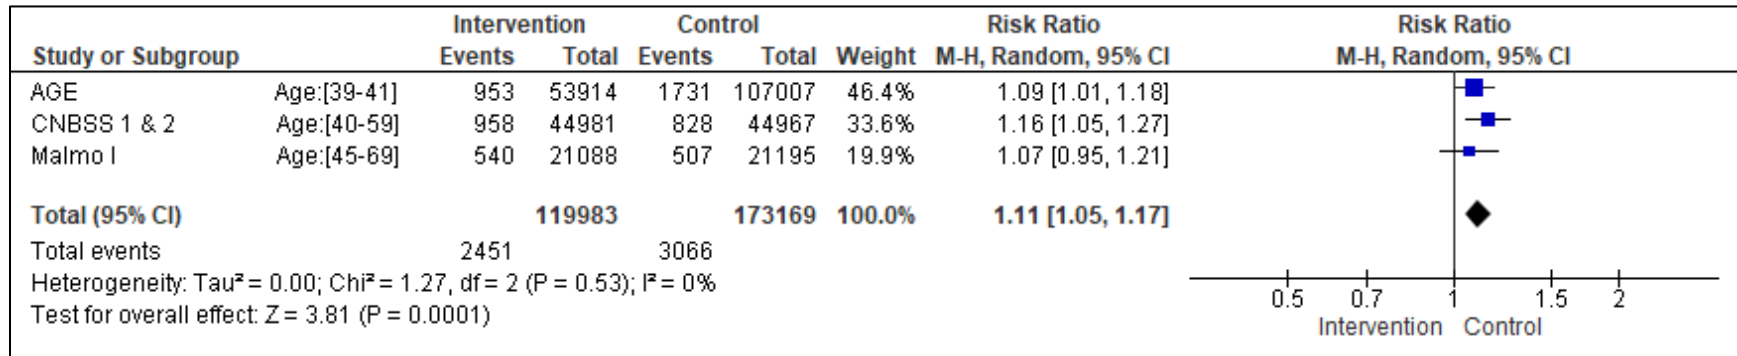 Intervention Control Risk Ratio Risk Ratio
Study or Subgroup Events Total Events Total Weight M-H, Random, 95% CI M-H, Random, 95% CI
AGE Age:[39-41] 953 53914 1731 107007 46.4% 1.09 [1.01, 1.18]
CNBSS 1 & 2 Age:[40-59] 958 44981 828 44967 33.6% 1.16 [1.05, 1.27]
Malmo I Age:[45-69] 540 21088 507 21195 19.9% 1.07 [0.95, 1.21]
Total (95% CI) 119983 173169 100.0% 1.11 [1.05, 1.17]
Total events 2451 3066
Heterogeneity: Tau² = 0.00; Chi² = 1.27, df = 2 (P = 0.53); I² = 0%
Test for overall effect: Z = 3.81 (P = 0.0001)
0.5 0.7 1 1.5 2
Intervention Control